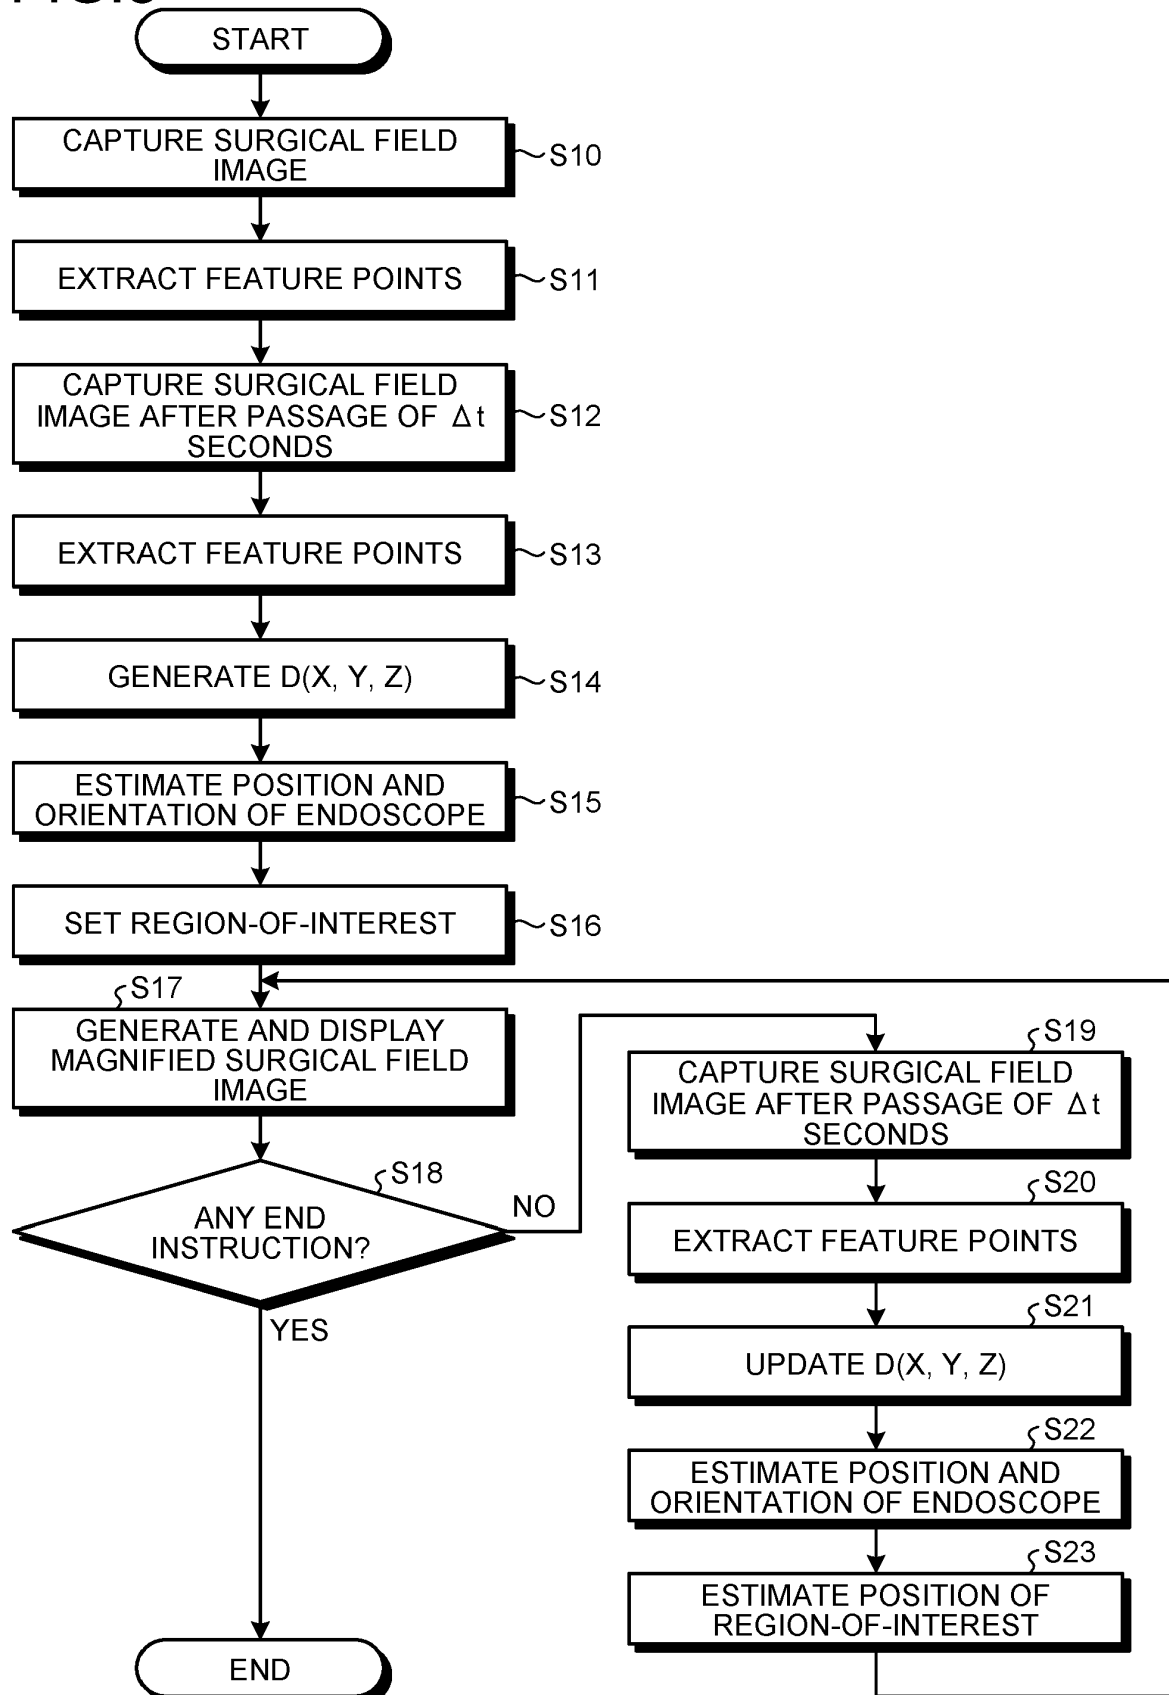 START
CAPTURE SURGICAL FIELD
IMAGE
S10
EXTRACT FEATURE POINTS
S11
CAPTURE SURGICAL FIELD
IMAGE AFTER PASSAGE OF Δt
SECONDS
S12
EXTRACT FEATURE POINTS
S13
GENERATE D(X, Y, Z)
S14
ESTIMATE POSITION AND
ORIENTATION OF ENDOSCOPE
S15
SET REGION-OF-INTEREST
S16
S17
GENERATE AND DISPLAY
MAGNIFIED SURGICAL FIELD
IMAGE
S18
ANY END
INSTRUCTION?
NO
YES
END
S19
CAPTURE SURGICAL FIELD
IMAGE AFTER PASSAGE OF Δt
SECONDS
S20
EXTRACT FEATURE POINTS
S21
UPDATE D(X, Y, Z)
S22
ESTIMATE POSITION AND
ORIENTATION OF ENDOSCOPE
S23
ESTIMATE POSITION OF
REGION-OF-INTEREST